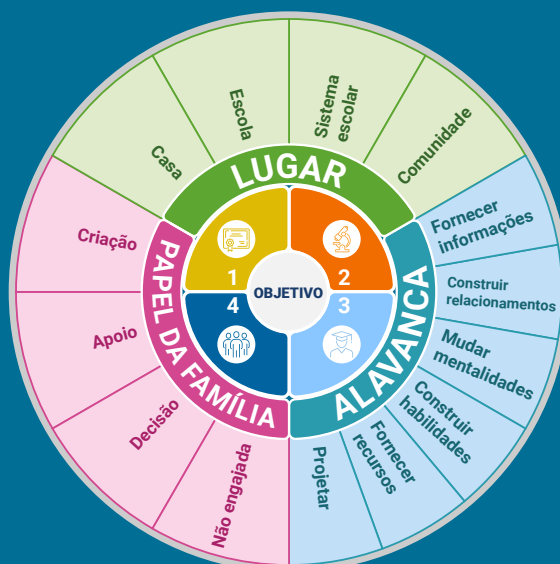 Casa
Escola
Sistema
escolar
Comunidade
LUGAR
Fornecer
informações
Construir
relacionamentos
Mudar
mentalidades
Construir
habilidades
Fornecer
recursos
Projetar
ALAVANCA
Criação
Apoio
Decisão
Não engajada
PAPEL DA FAMÍLIA
1
2
OBJETIVO
4
3